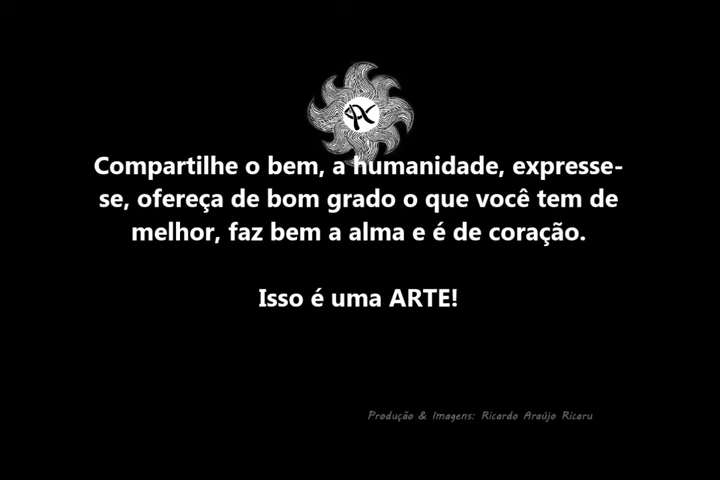 Compartilhe o bem, a humanidade, expresse-
se, ofereça de bom grado o que você tem de
melhor, faz bem a alma e é de coração.
Isso é uma ARTE!
Produção & Imagens: Ricardo Araújo Ricaru